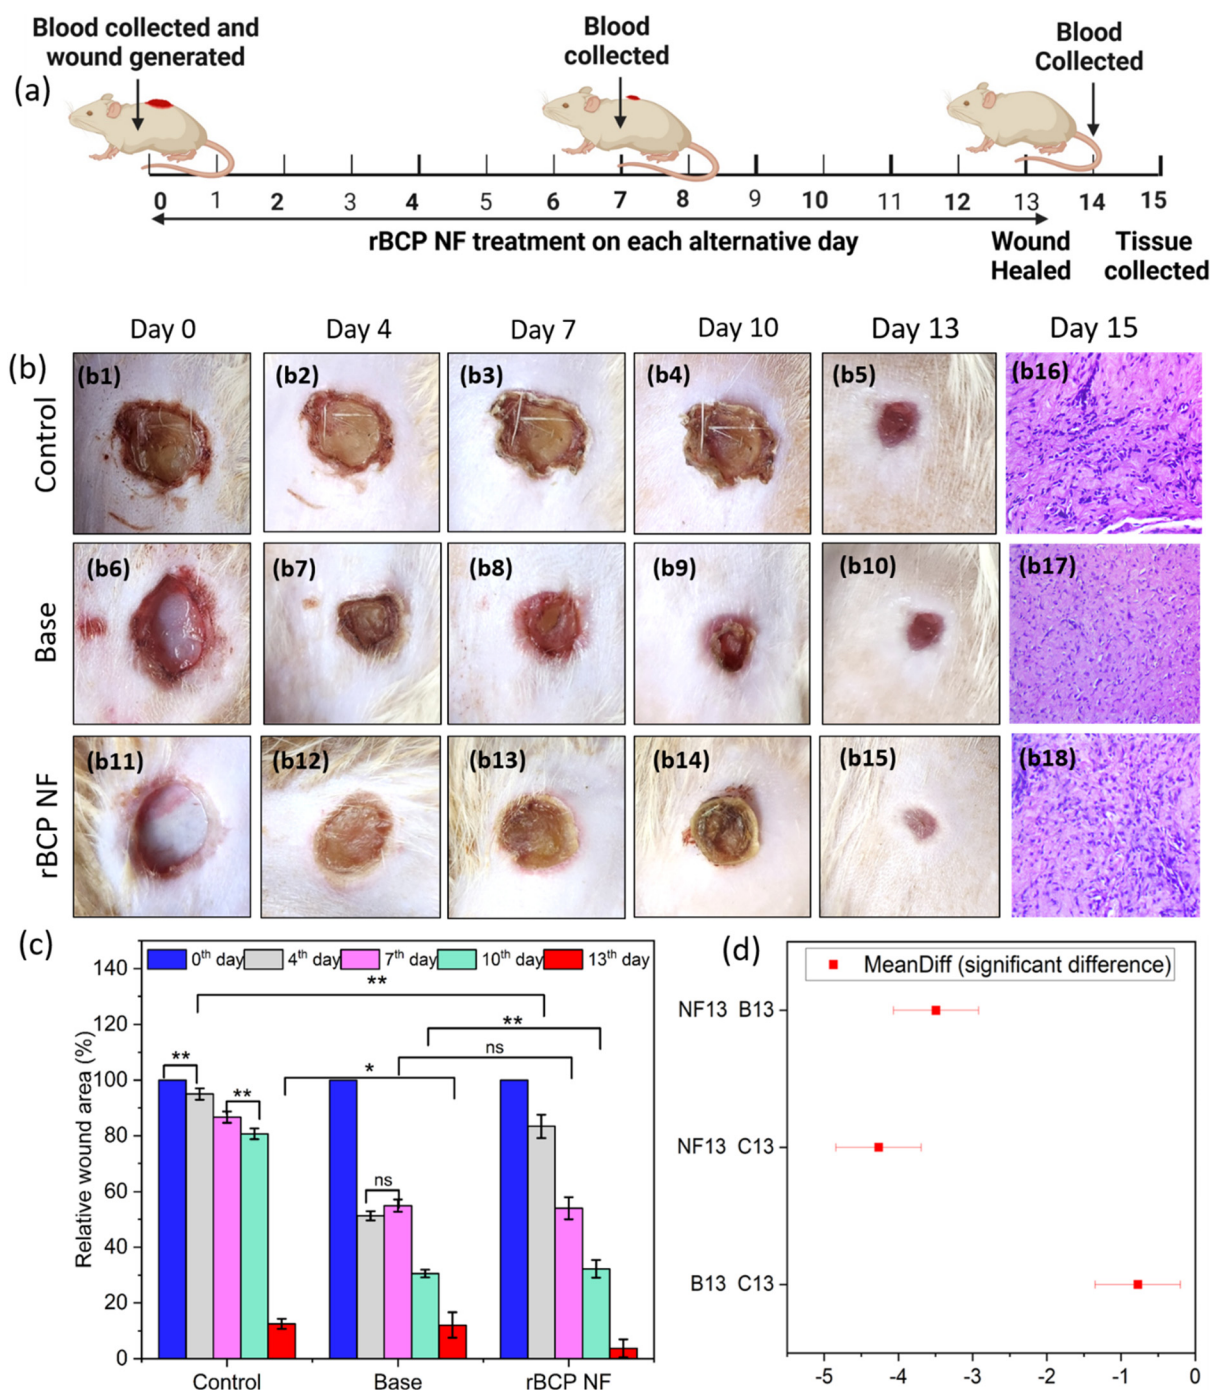 Blood collected and
wound generated
Blood
collected
Blood
Collected
(a)
0 1 2 3 4 5 6 7 8 9 10 11 12 13 14 15
rBCP NF treatment on each alternative day
Wound
Healed
Tissue
collected
Day 0 Day 4 Day 7 Day 10 Day 13 Day 15
(b)
Control
(b1) (b2) (b3) (b4) (b5) (b16)
Base
(b6) (b7) (b8) (b9) (b10) (b17)
rBCP NF
(b11) (b12) (b13) (b14) (b15) (b18)
(c)
0th day 4th day 7th day 10th day 13th day
Relative wound area (%)
140
120
100
80
60
40
20
0
**
**
ns
*
**
**
ns
Control Base rBCP NF
(d)
MeanDiff (significant difference)
NF13 B13
NF13 C13
B13 C13
-5 -4 -3 -2 -1 0